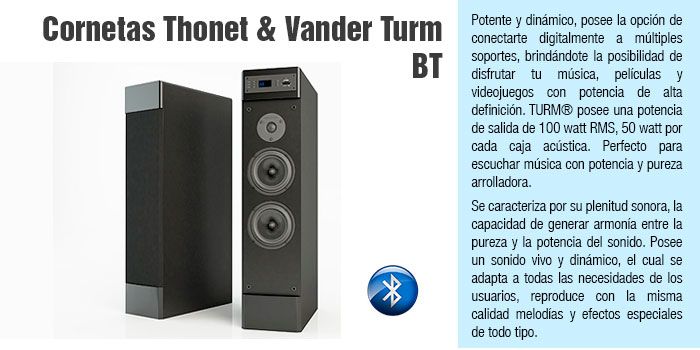 Cornetas Thonet & Vander Turm
BT
Potente y dinámico, posee la opción de
conectarte digitalmente a múltiples
soportes, brindándote la posibilidad de
disfrutar tu música, películas y
videojuegos con potencia de alta
definición. TURM® posee una potencia
de salida de 100 watt RMS, 50 watt por
cada caja acústica. Perfecto para
escuchar música con potencia y pureza
arrolladora.
Se caracteriza por su plenitud sonora, la
capacidad de generar armonía entre la
pureza y la potencia del sonido. Posee
un sonido vivo y dinámico, el cual se
adapta a todas las necesidades de los
usuarios, reproduce con la misma
calidad melodías y efectos especiales
de todo tipo.